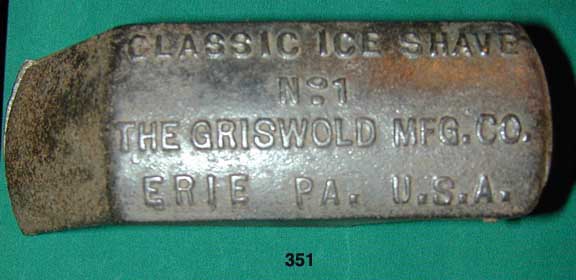 CLASSIC ICE SHAVE
No 1
THE GRISWOLD MFG. CO.
ERIE PA. U.S.A.
351